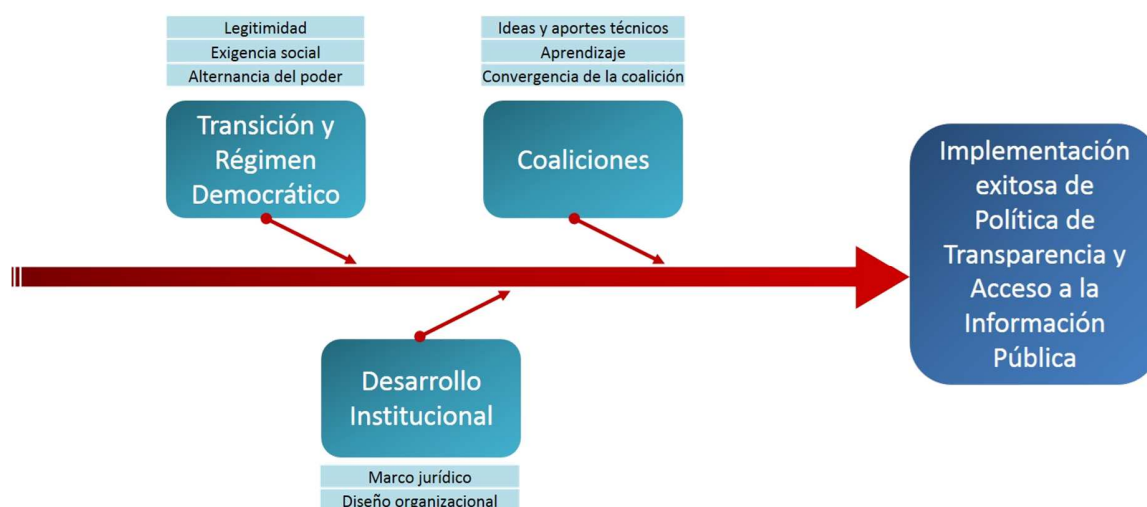 Legitimidad
Exigencia social
Alternancia del poder
Transición y
Régimen
Democrático
Ideas y aportes técnicos
Aprendizaje
Convergencia de la coalición
Coaliciones
Implementación
exitosa de
Política de
Transparencia y
Acceso a la
Información
Pública
Desarrollo
Institucional
Marco jurídico
Diseño organizacional